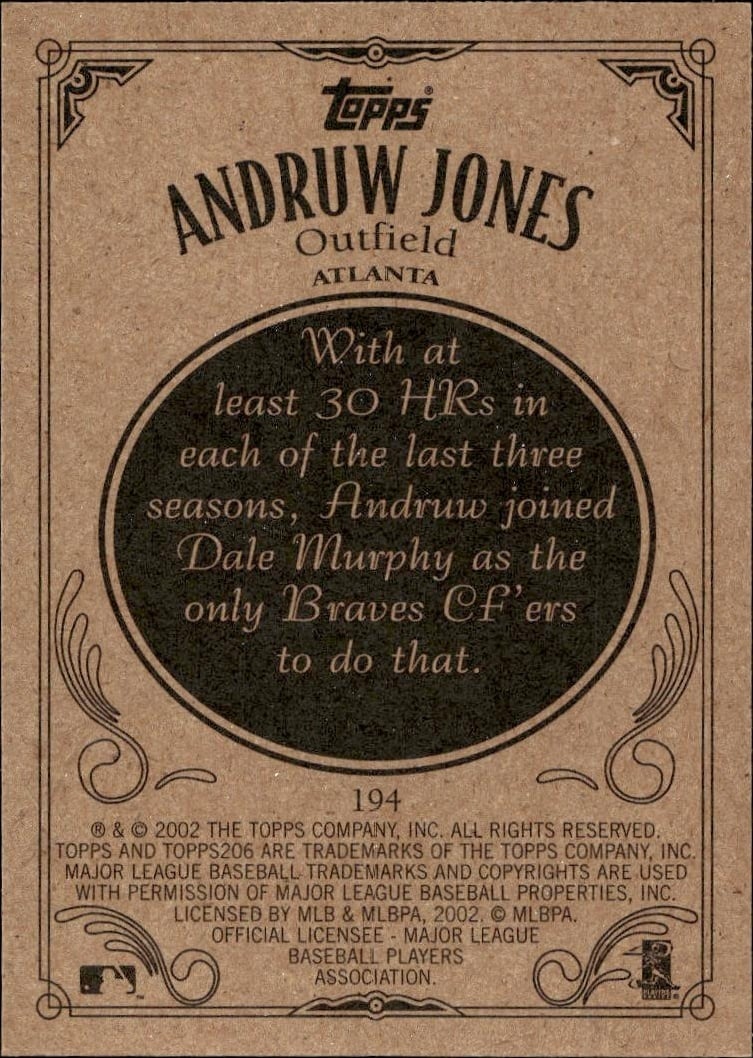 Topps®
ANDRUW JONES
Outfield
ATLANTA
With at
least 30 HRs in
each of the last three
seasons, Andruw joined
Dale Murphy as the
only Braves CF'ers
to do that.
194
® & © 2002 THE TOPPS COMPANY, INC. ALL RIGHTS RESERVED.
TOPPS AND TOPPS206 ARE TRADEMARKS OF THE TOPPS COMPANY, INC.
MAJOR LEAGUE BASEBALL TRADEMARKS AND COPYRIGHTS ARE USED
WITH PERMISSION OF MAJOR LEAGUE BASEBALL PROPERTIES, INC.
LICENSED BY MLB & MLBPA, 2002. © MLBPA.
OFFICIAL LICENSEE - MAJOR LEAGUE
BASEBALL PLAYERS
ASSOCIATION.